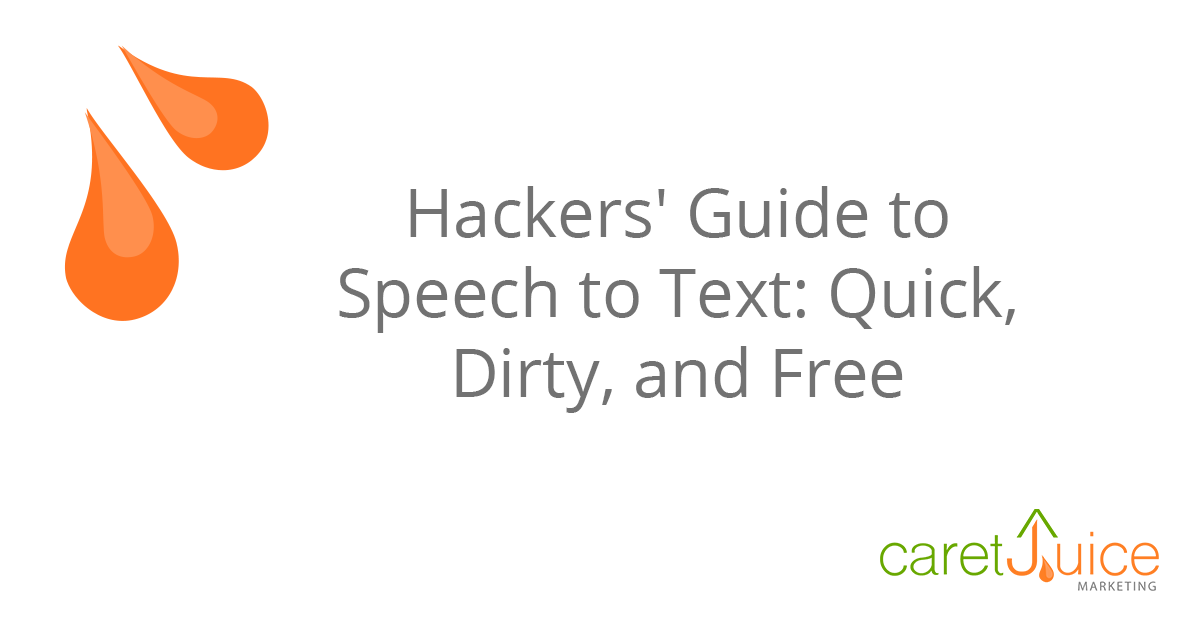 Hackers' Guide to
Speech to Text: Quick,
Dirty, and Free
caretJuice
MARKETING